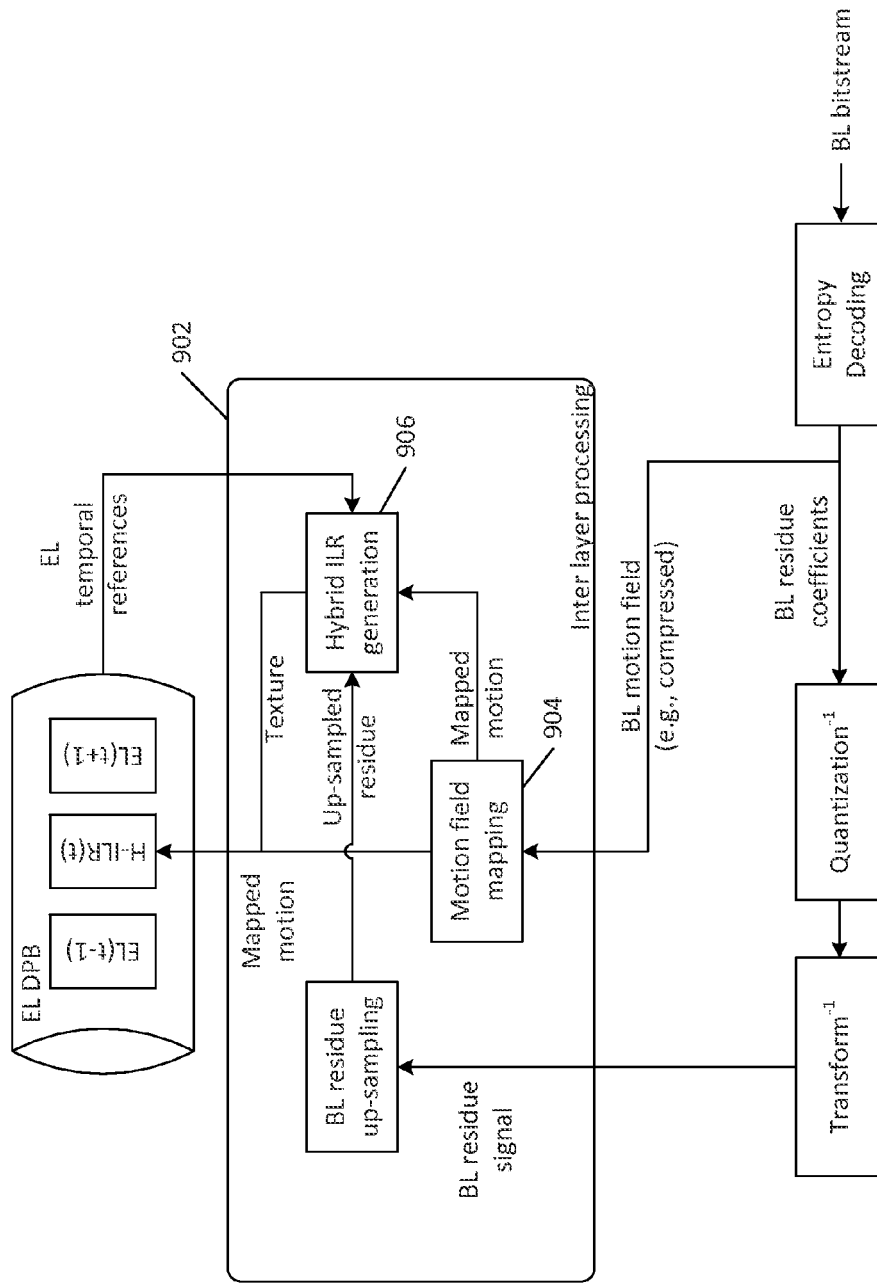 EL DPB
EL(t-1)
H-ILR(t)
EL(t+1)
EL
temporal
references
902
Mapped
motion
Texture
Up-sampled
residue
BL residue
up-sampling
Hybrid ILR
generation
906
Motion field
mapping
904
Mapped
motion
Inter layer processing
BL residue
signal
BL motion field
(e.g., compressed)
BL residue
coefficients
Transform-1
Quantization-1
Entropy
Decoding
BL bitstream